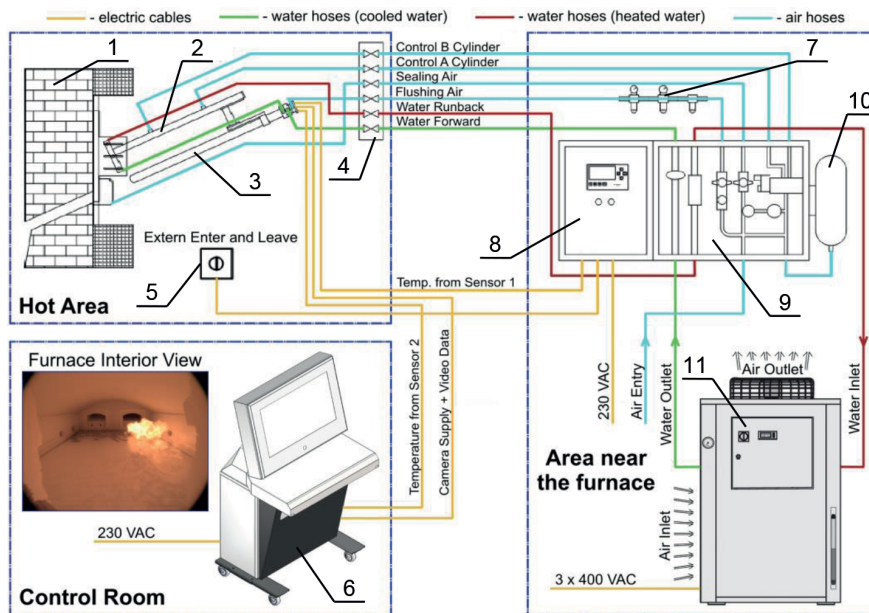 - electric cables
- water hoses (cooled water)
- water hoses (heated water)
- air hoses
1
2
3
4
5
Extern Enter and Leave
Hot Area
Control B Cylinder
Control A Cylinder
Sealing Air
Flushing Air
Water Runback
Water Forward
7
8
9
10
Temp. from Sensor 1
Temperature from Sensor 2
Camera Supply + Video Data
230 VAC
Air Entry
Water Outlet
Water Inlet
Air Outlet
11
Area near
the furnace
Air Inlet
3 x 400 VAC
Furnace Interior View
230 VAC
6
Control Room